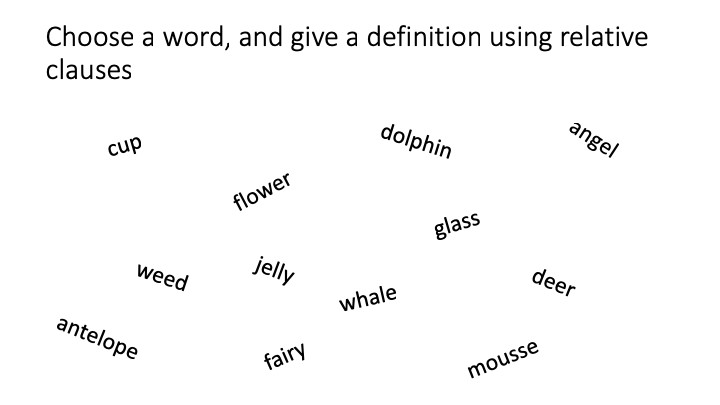 Choose a word, and give a definition using relative
clauses
cup
dolphin
angel
flower
glass
weed
jelly
whale
deer
antelope
fairy
mousse